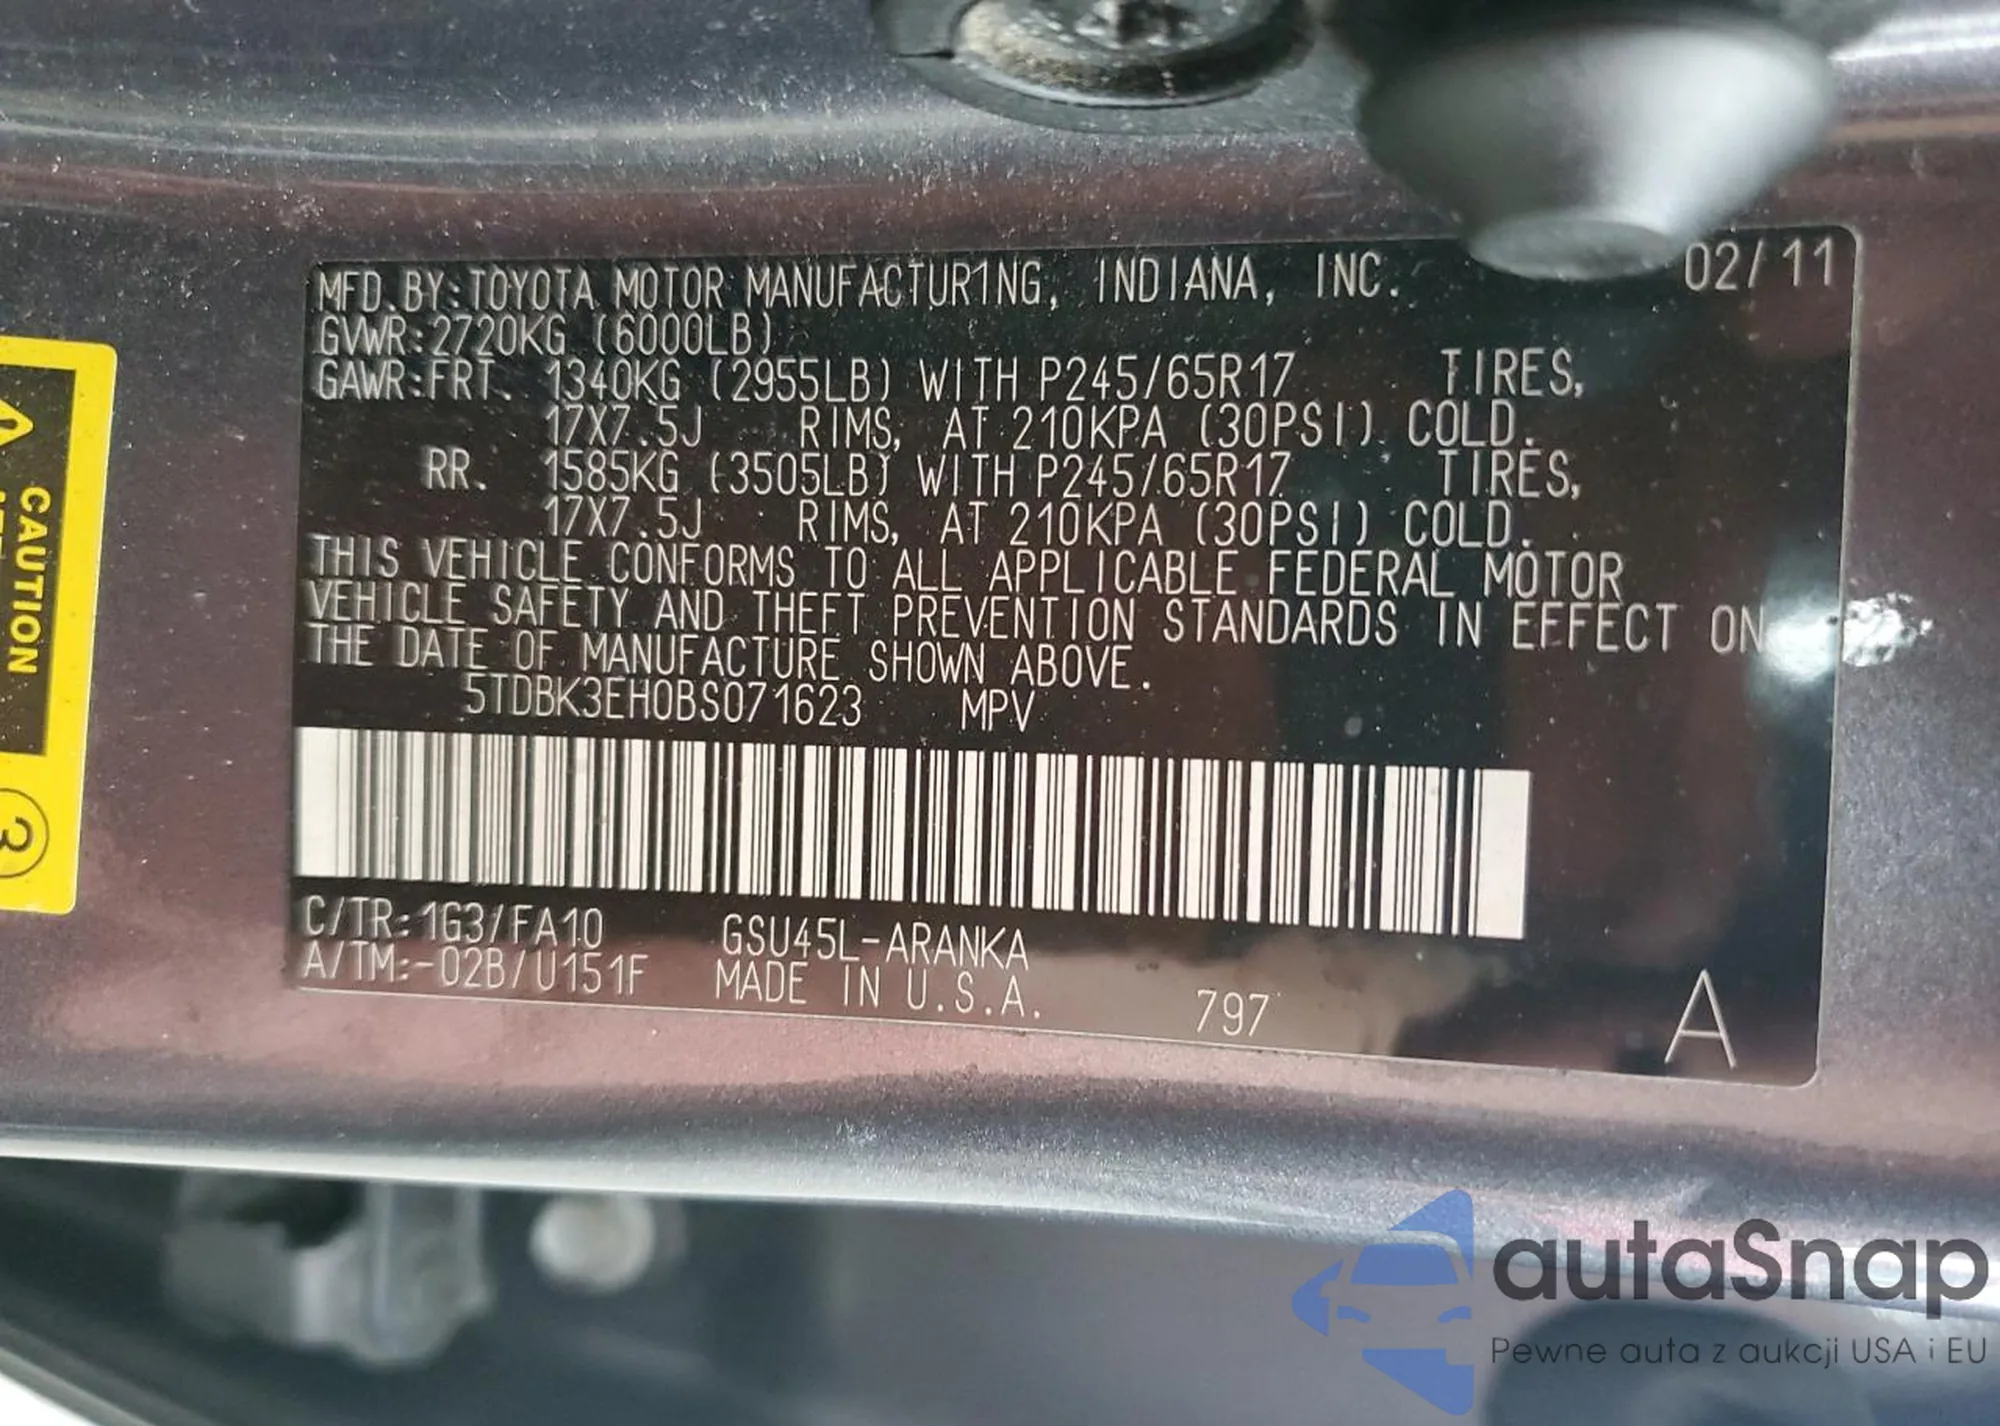 MFD. BY: TOYOTA MOTOR MANUFACTURING, INDIANA, INC. 02/11
GVWR: 2720KG (6000LB)
GAWR: FRT. 1340KG (2955LB) WITH P245/65R17 TIRES,
17X7.5J RIMS, AT 210KPA (30PSI) COLD.
RR. 1585KG (3505LB) WITH P245/65R17 TIRES,
17X7.5J RIMS, AT 210KPA (30PSI) COLD.
THIS VEHICLE CONFORMS TO ALL APPLICABLE FEDERAL MOTOR
VEHICLE SAFETY AND THEFT PREVENTION STANDARDS IN EFFECT ON
THE DATE OF MANUFACTURE SHOWN ABOVE.
5TDBK3EH0BS071623 MPV
C/TR: 1G3/FA10 GSU45L-ARANKA
A/TM: -02B/U151F MADE IN U.S.A. 797 A
CAUTION
3
autaSnap
Pewne auta z aukcji USA i EU